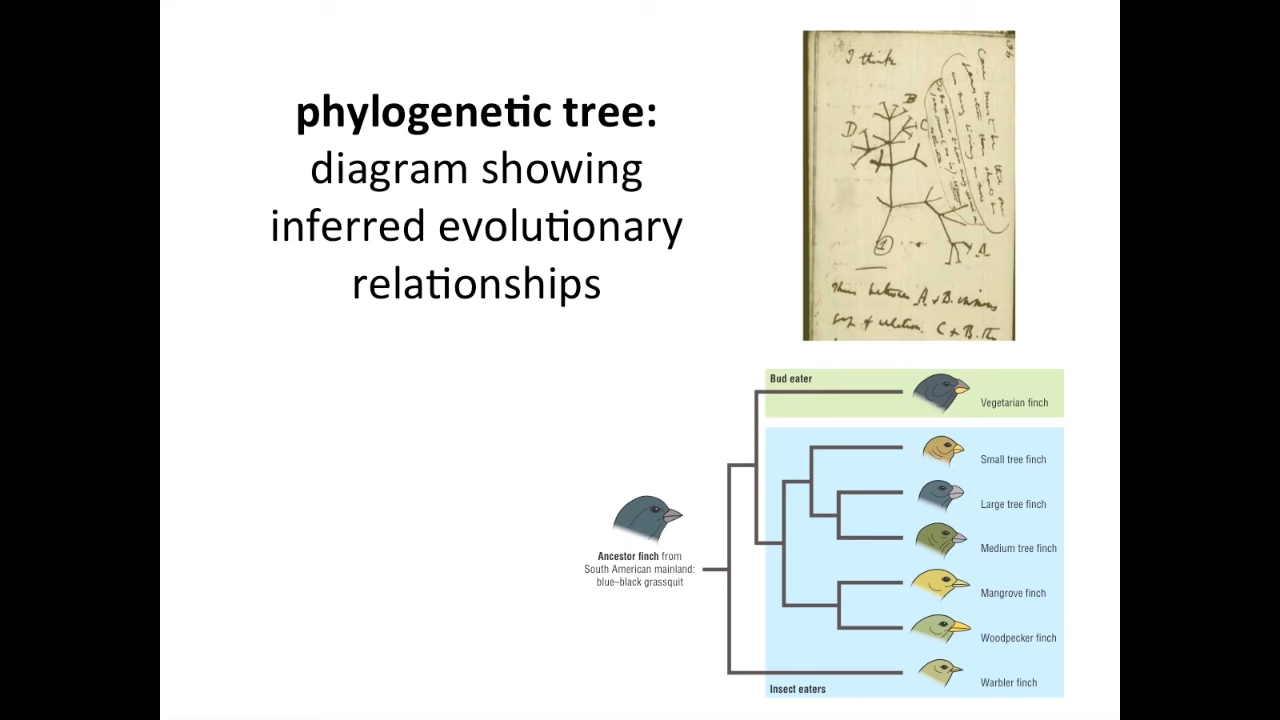 phylogenetic tree:
diagram showing
inferred evolutionary
relationships
I think
B
C
D
A
1
Bud eater
Vegetarian finch
Small tree finch
Large tree finch
Medium tree finch
Mangrove finch
Woodpecker finch
Warbler finch
Insect eaters
Ancestor finch from
South American mainland:
blue–black grassquit